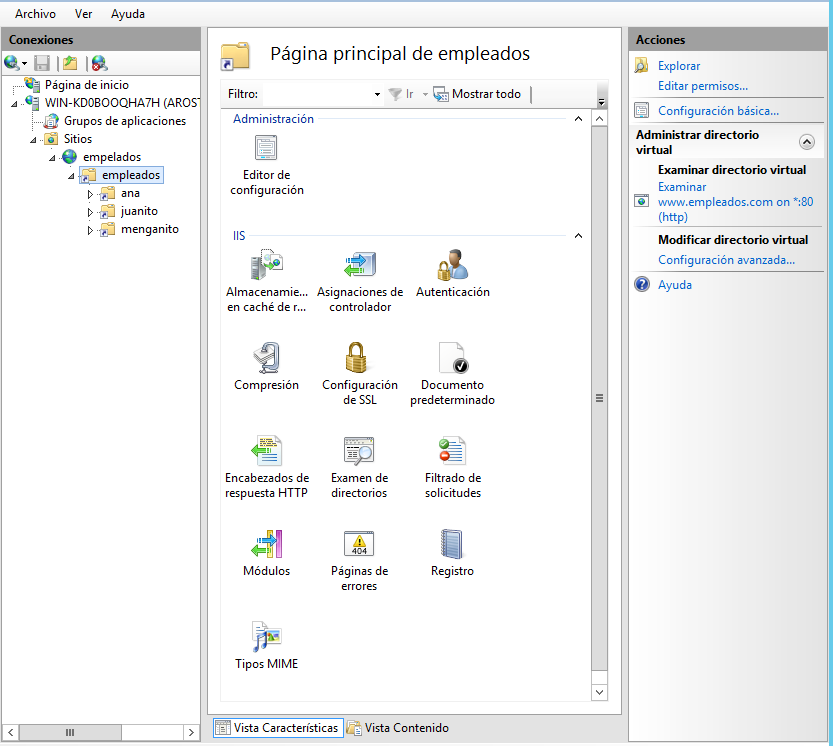 Archivo Ver Ayuda
Conexiones
Página de inicio
WIN-KD0BOOQHA7H (AROST
Grupos de aplicaciones
Sitios
empelados
empleados
ana
juanito
menganito
Página principal de empleados
Filtro: Ir Mostrar todo
Administración
Editor de
configuración
IIS
Almacenamie...
en caché de r...
Asignaciones de
controlador
Autenticación
Compresión
Configuración
de SSL
Documento
predeterminado
Encabezados de
respuesta HTTP
Examen de
directorios
Filtrado de
solicitudes
Módulos
404
Páginas de
errores
Registro
Tipos MIME
Vista Características
Vista Contenido
Acciones
Explorar
Editar permisos...
Configuración básica...
Administrar directorio
virtual
Examinar directorio virtual
Examinar
www.empleados.com on *:80
(http)
Modificar directorio virtual
Configuración avanzada...
Ayuda